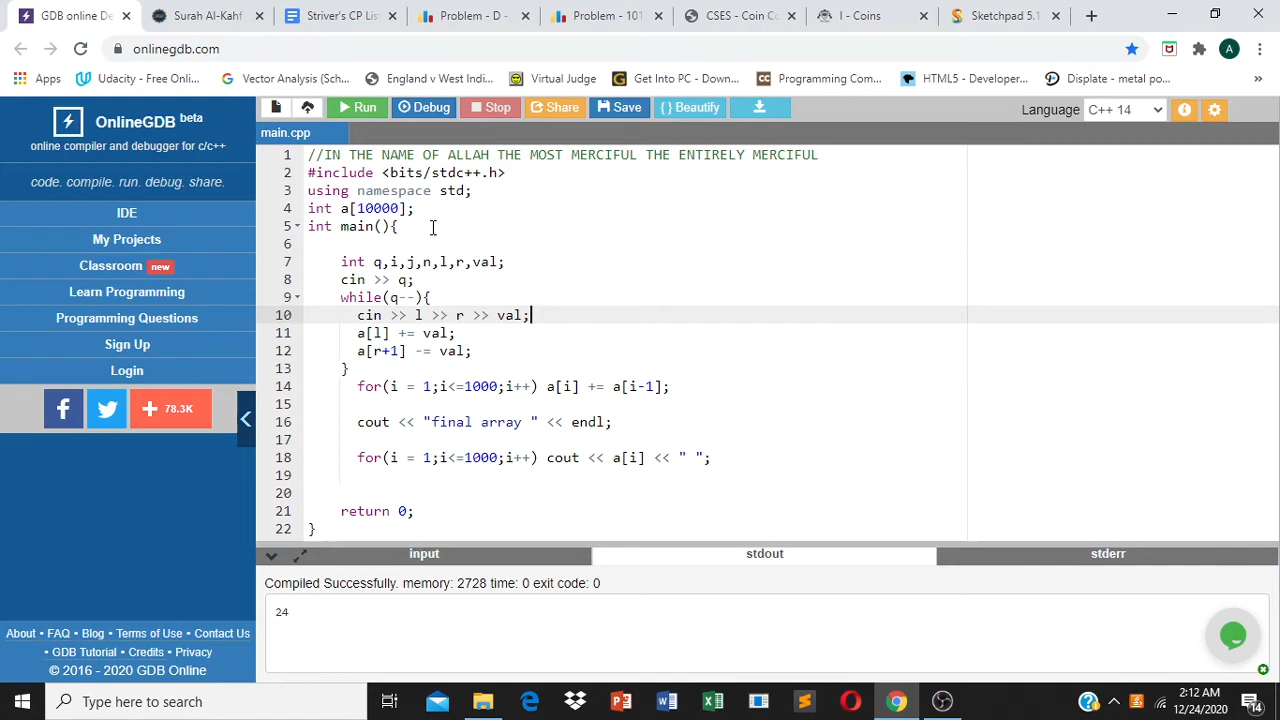 GDB online De
Surah Al-Kahf
Striver's CP Lis
Problem - D -
Problem - 101
CSES - Coin Co
I - Coins
Sketchpad 5.1
onlinegdb.com
A
Apps
Udacity - Free Onli...
Vector Analysis (Sch...
England v West Indi...
Virtual Judge
Get Into PC - Down...
Programming Com...
HTML5 - Developer...
Displate - metal po...
»
OnlineGDB beta
online compiler and debugger for c/c++
code. compile. run. debug. share.
IDE
My Projects
Classroom new
Learn Programming
Programming Questions
Sign Up
Login
+ 78.3K
About • FAQ • Blog • Terms of Use • Contact Us
• GDB Tutorial • Credits • Privacy
© 2016 - 2020 GDB Online
Run
Debug
Stop
Share
Save
{ } Beautify
Language C++ 14
main.cpp
1 //IN THE NAME OF ALLAH THE MOST MERCIFUL THE ENTIRELY MERCIFUL
2 #include <bits/stdc++.h>
3 using namespace std;
4 int a[10000];
5 int main(){
6
7 int q,i,j,n,l,r,val;
8 cin >> q;
9 while(q--){
10 cin >> l >> r >> val;
11 a[l] += val;
12 a[r+1] -= val;
13 }
14 for(i = 1;i<=1000;i++) a[i] += a[i-1];
15
16 cout << "final array " << endl;
17
18 for(i = 1;i<=1000;i++) cout << a[i] << " ";
19
20
21 return 0;
22 }
input
stdout
stderr
Compiled Successfully. memory: 2728 time: 0 exit code: 0
24
Type here to search
2:12 AM
12/24/2020
14